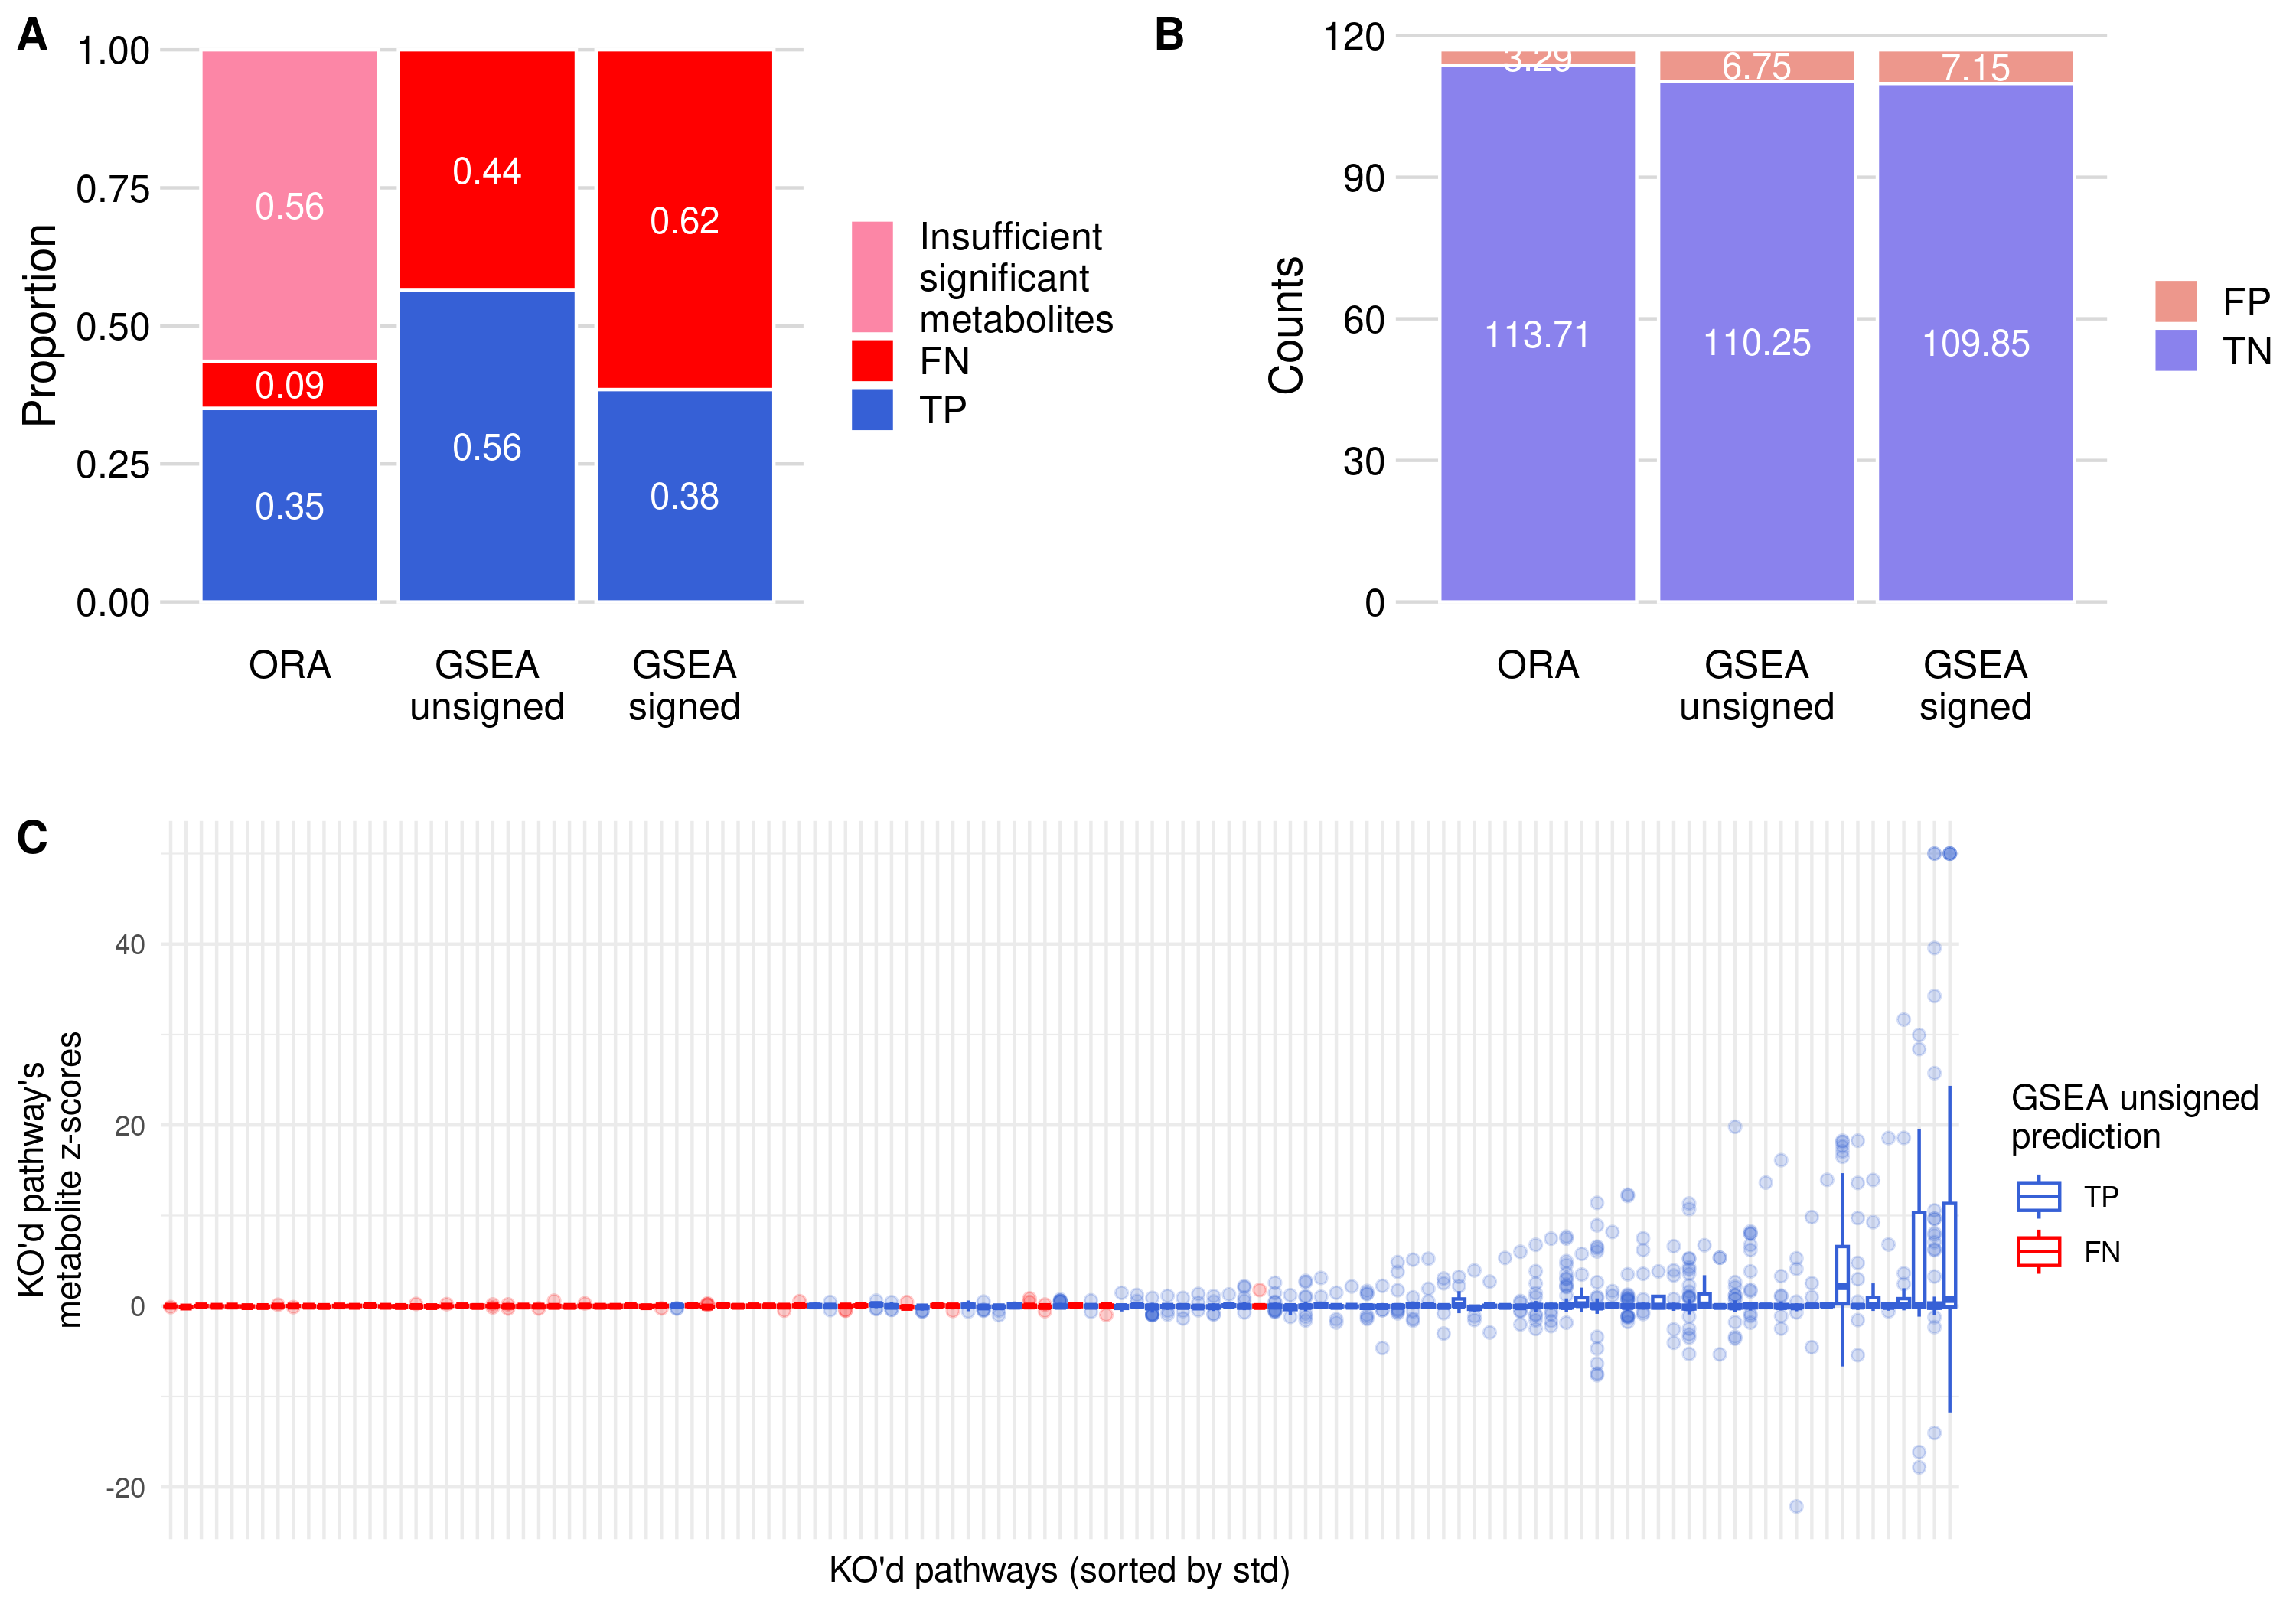 A
1.00
0.75
0.50
0.25
0.00
Proportion
0.56
0.09
0.35
0.44
0.56
0.62
0.38
ORA
GSEA
unsigned
GSEA
signed
Insufficient
significant
metabolites
FN
TP
B
120
90
60
30
0
Counts
3.29
113.71
6.75
110.25
7.15
109.85
ORA
GSEA
unsigned
GSEA
signed
FP
TN
C
40
20
0
-20
KO'd pathway's
metabolite z-scores
KO'd pathways (sorted by std)
GSEA unsigned
prediction
TP
FN